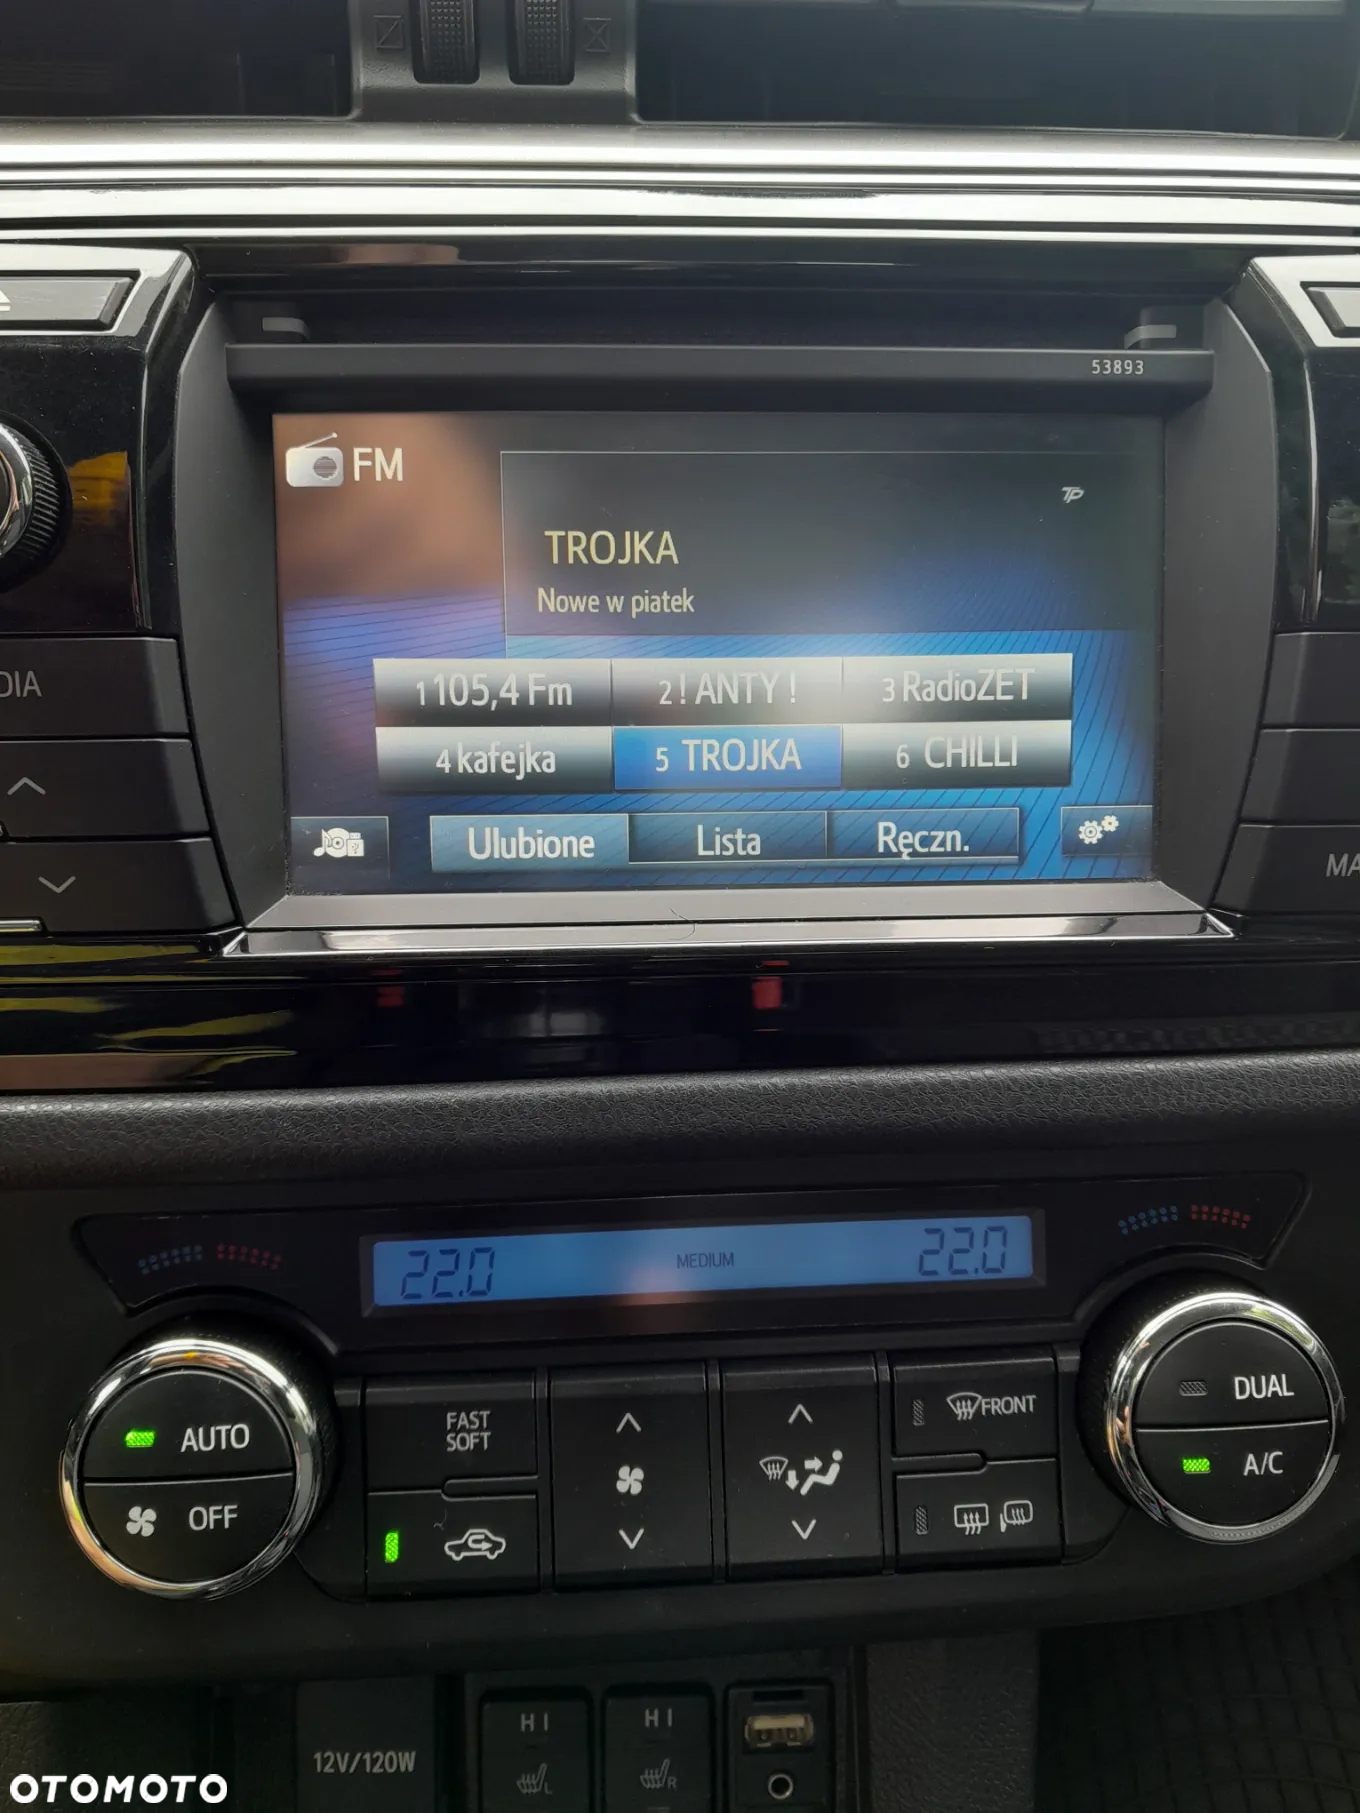 53893
FM
TP
TROJKA
Nowe w piatek
1 105,4 Fm
2 ! ANTY !
3 RadioZET
4 kafejka
5 TROJKA
6 CHILLI
Ulubione
Lista
Ręczn.
DIA
MA
22.0
MEDIUM
22.0
AUTO
OFF
FAST
SOFT
FRONT
DUAL
A/C
12V/120W
HI
L
HI
R
OTOMOTO